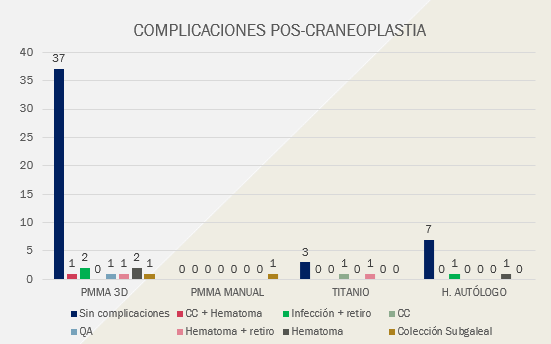 COMPLICACIONES POS-CRANEOPLASTIA
40
35
30
25
20
15
10
5
0
37 1 2 0 1 1 2 1
0 0 0 0 0 0 0 1
3 0 0 1 0 1 0 0
7 0 1 0 0 0 1 0
PMMA 3D PMMA MANUAL TITANIO H. AUTÓLOGO
Sin complicaciones CC + Hematoma Infección + retiro CC
QA Hematoma + retiro Hematoma Colección Subgaleal